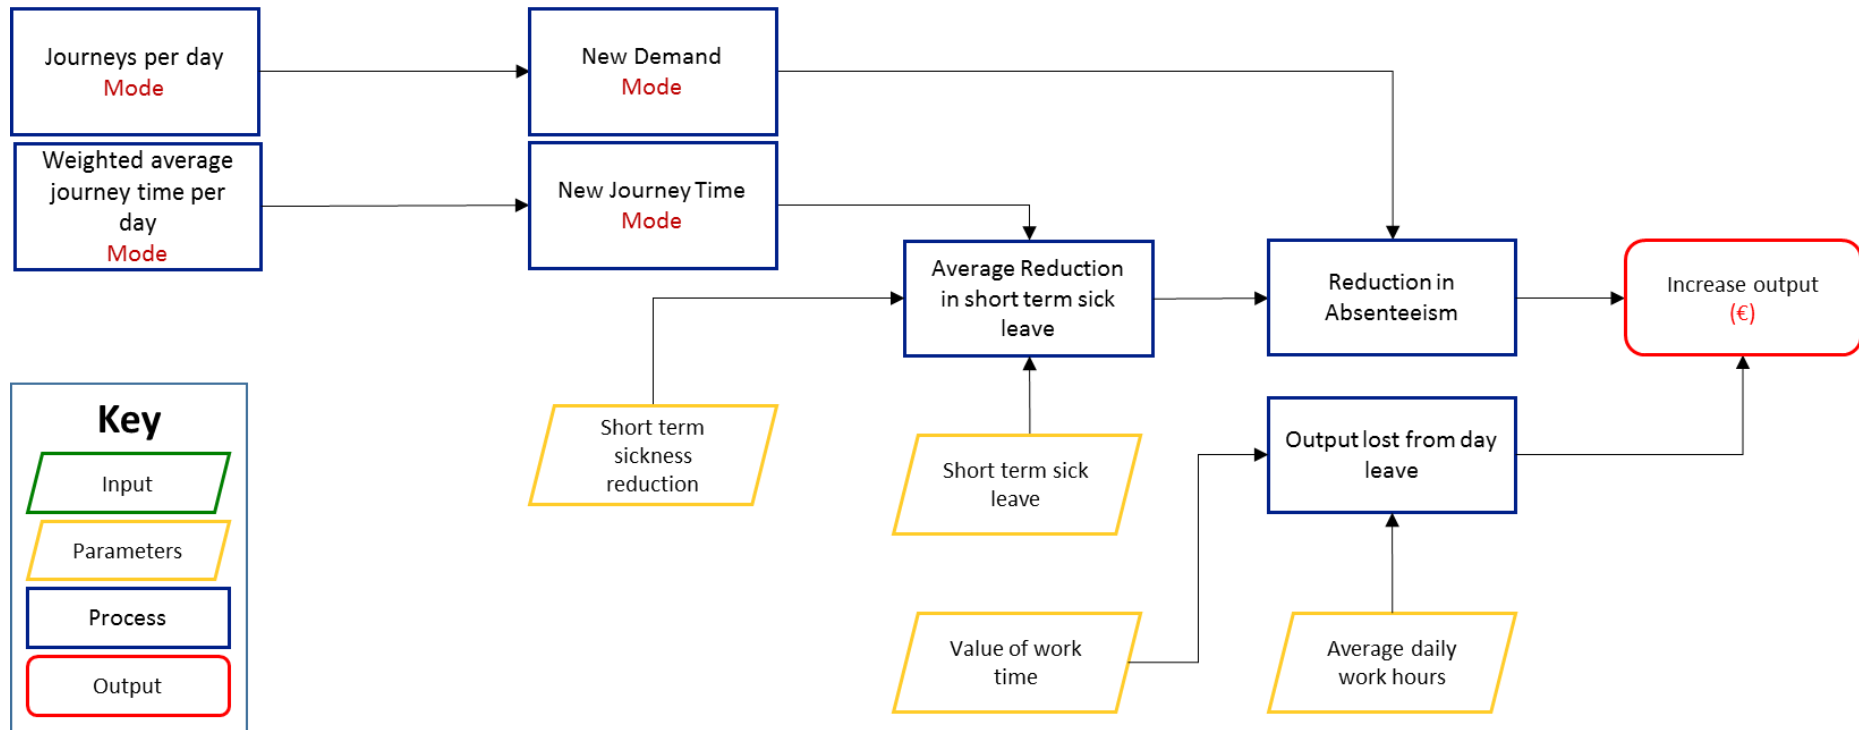 Journeys per day
Mode
New Demand
Mode
Weighted average
journey time per
day
Mode
New Journey Time
Mode
Average Reduction
in short term sick
leave
Reduction in
Absenteeism
Increase output
(€)
Short term
sickness
reduction
Short term sick
leave
Output lost from day
leave
Value of work
time
Average daily
work hours
Key
Input
Parameters
Process
Output